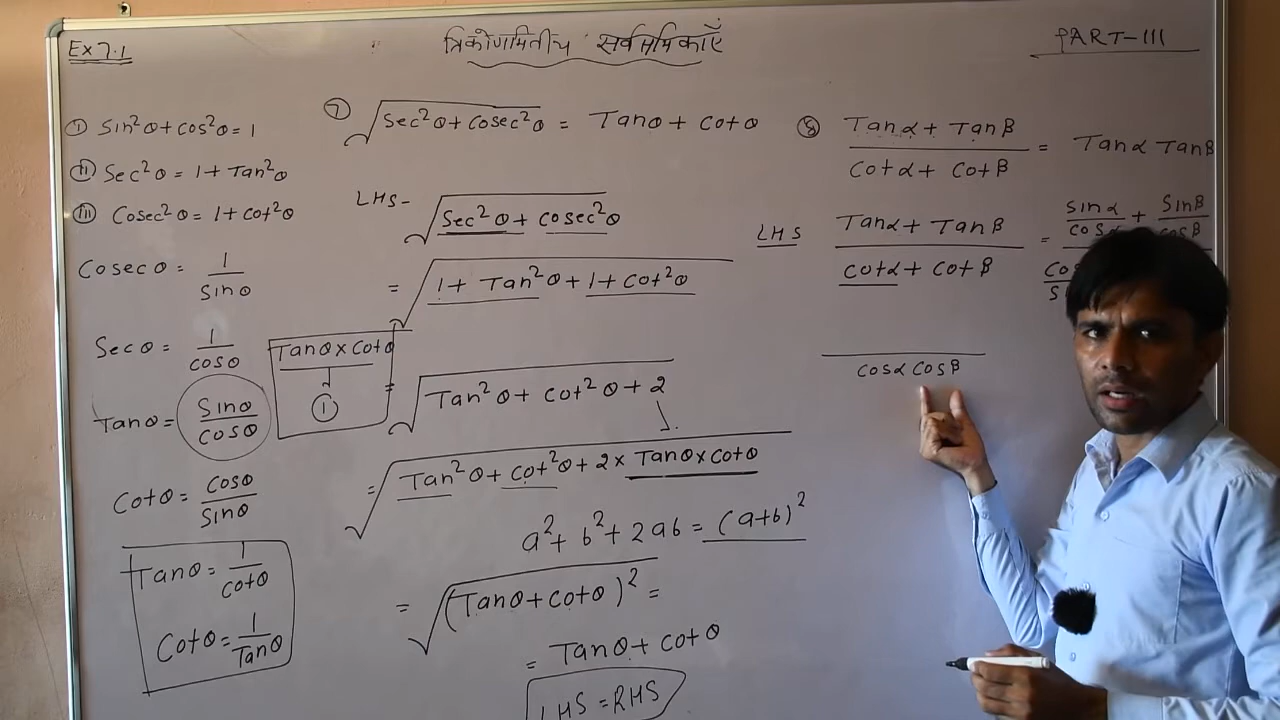 Ex 7.1
त्रिकोणमितीय सर्वसमिकाएँ
PART-III
① Sin²θ + cos²θ = 1
② Sec²θ = 1 + Tan²θ
③ Cosec²θ = 1 + cot²θ
Cosecθ = 1/Sinθ
Secθ = 1/cosθ
Tanθ = Sinθ/cosθ
Cotθ = Cosθ/Sinθ
Tanθ = 1/cotθ
Cotθ = 1/Tanθ
Tanθ × Cotθ
①
⑦ √(Sec²θ + Cosec²θ) = Tanθ + Cotθ
LHS- √(Sec²θ + Cosec²θ)
= √(1 + Tan²θ + 1 + Cot²θ)
= √(Tan²θ + Cot²θ + 2)
= √(Tan²θ + Cot²θ + 2 × Tanθ × Cotθ)
a² + b² + 2ab = (a+b)²
= √(Tanθ + Cotθ)² =
= Tanθ + Cotθ
LHS = RHS
⑧ (Tanα + Tanβ)/(Cotα + Cotβ) = Tanα Tanβ
LHS (Tanα + Tanβ)/(Cotα + Cotβ) = Sinα/cosα + Sinβ/cosβ
Cosα Cosβ